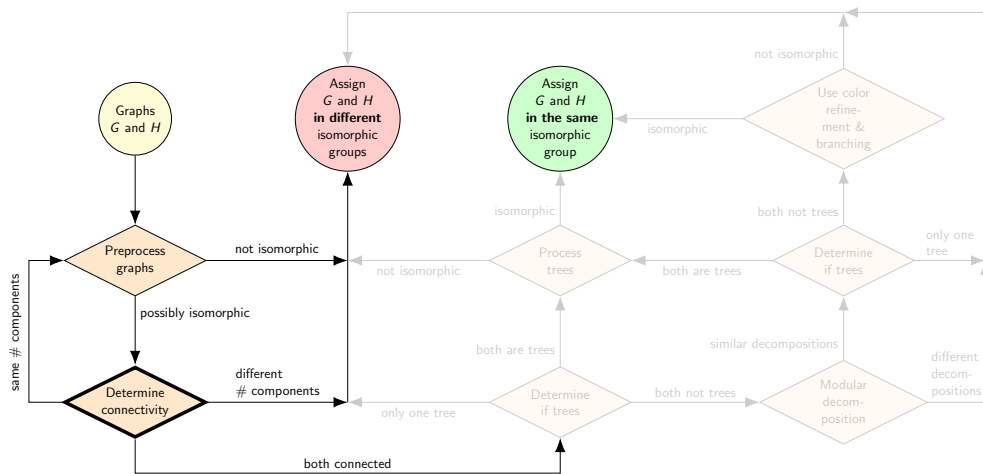 Graphs
G and H
Assign
G and H
in different
isomorphic
groups
Assign
G and H
in the same
isomorphic
group
not isomorphic
Use color
refine-
ment &
branching
isomorphic
both not trees
isomorphic
Preprocess
graphs
not isomorphic
not isomorphic
Process
trees
both are trees
Determine
if trees
only one
tree
same # components
possibly isomorphic
both are trees
similar decompositions
Determine
connectivity
different
# components
only one tree
Determine
if trees
both not trees
Modular
decomp-
position
different
decom-
positions
both connected